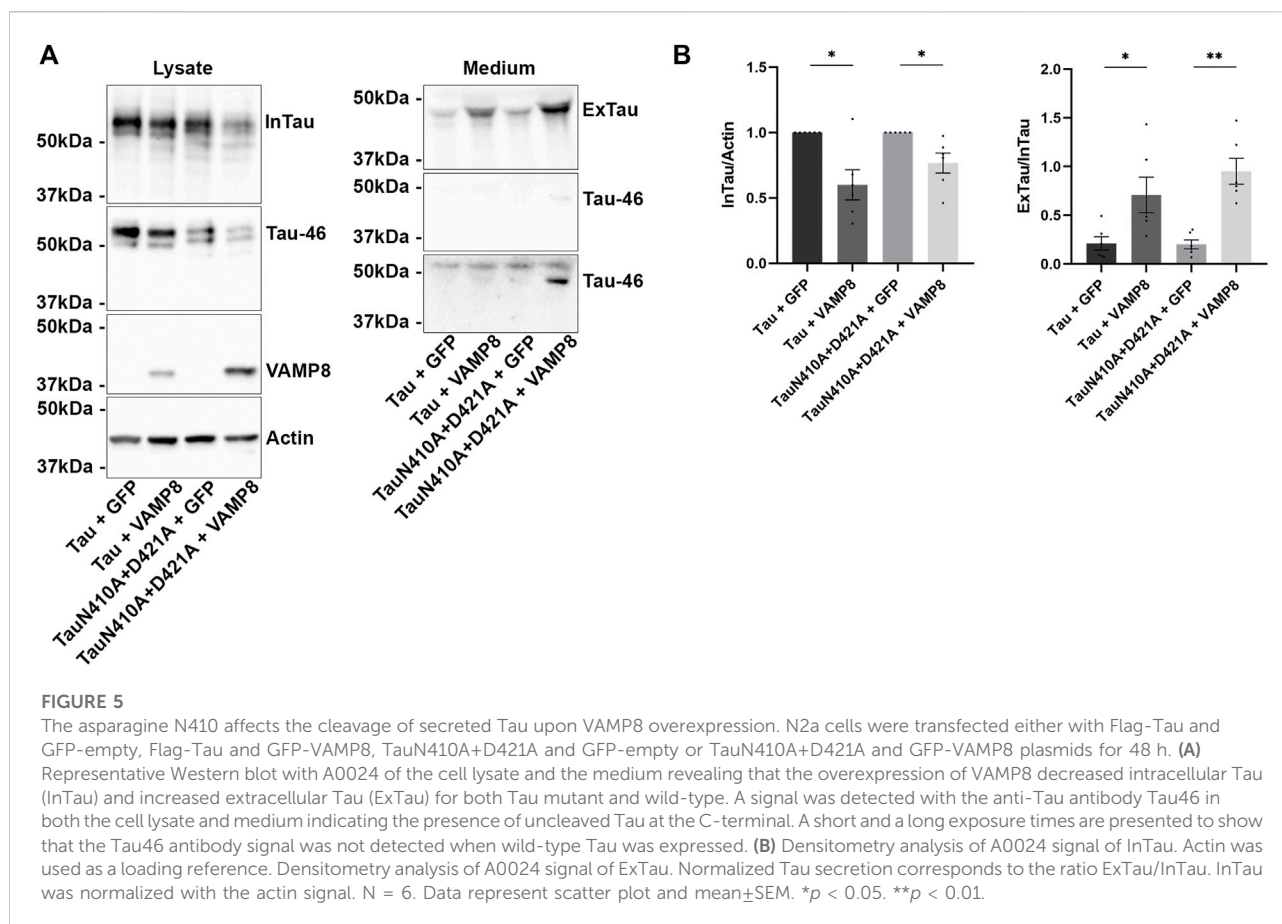 A
Lysate
50kDa -
InTau
37kDa -
50kDa -
Tau-46
37kDa -
50kDa -
VAMP8
37kDa -
50kDa -
Actin
37kDa -
Tau + GFP
Tau + VAMP8
TauN410A+D421A + GFP
TauN410A+D421A + VAMP8
Medium
50kDa -
ExTau
37kDa -
50kDa -
Tau-46
37kDa -
50kDa -
Tau-46
37kDa -
Tau + GFP
Tau + VAMP8
TauN410A+D421A + GFP
TauN410A+D421A + VAMP8
B
InTau/Actin
1.5
1.0
0.5
0.0
* *
Tau + GFP
Tau + VAMP8
TauN410A+D421A + GFP
TauN410A+D421A + VAMP8
ExTau/InTau
2.0
1.5
1.0
0.5
0.0
* **
Tau + GFP
Tau + VAMP8
TauN410A+D421A + GFP
TauN410A+D421A + VAMP8
FIGURE 5
The asparagine N410 affects the cleavage of secreted Tau upon VAMP8 overexpression. N2a cells were transfected either with Flag-Tau and
GFP-empty, Flag-Tau and GFP-VAMP8, TauN410A+D421A and GFP-empty or TauN410A+D421A and GFP-VAMP8 plasmids for 48 h. (A)
Representative Western blot with A0024 of the cell lysate and the medium revealing that the overexpression of VAMP8 decreased intracellular Tau
(InTau) and increased extracellular Tau (ExTau) for both Tau mutant and wild-type. A signal was detected with the anti-Tau antibody Tau46 in
both the cell lysate and medium indicating the presence of uncleaved Tau at the C-terminal. A short and a long exposure times are presented to show
that the Tau46 antibody signal was not detected when wild-type Tau was expressed. (B) Densitometry analysis of A0024 signal of InTau. Actin was
used as a loading reference. Densitometry analysis of A0024 signal of ExTau. Normalized Tau secretion corresponds to the ratio ExTau/InTau. InTau
was normalized with the actin signal. N = 6. Data represent scatter plot and mean±SEM. *p < 0.05. **p < 0.01.